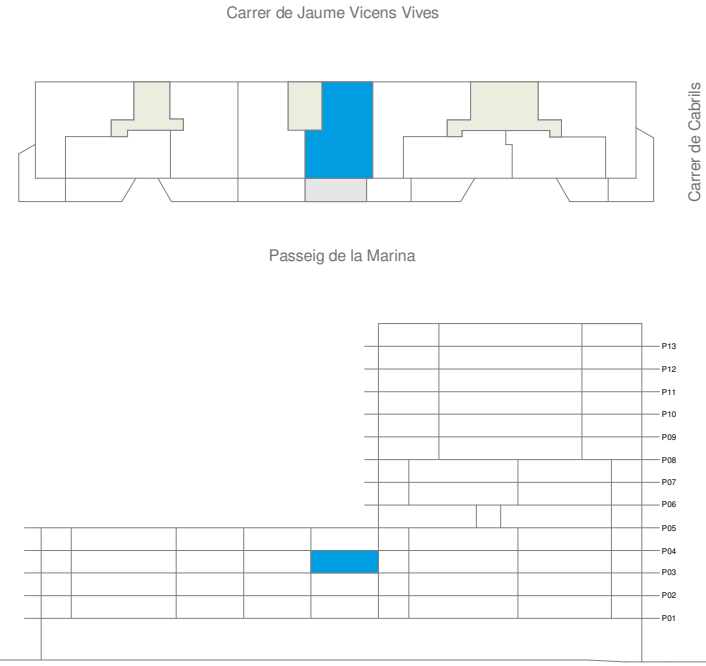 Carrer de Jaume Vicens Vives
Carrer de Cabrils
Passeig de la Marina
P13
P12
P11
P10
P09
P08
P07
P06
P05
P04
P03
P02
P01